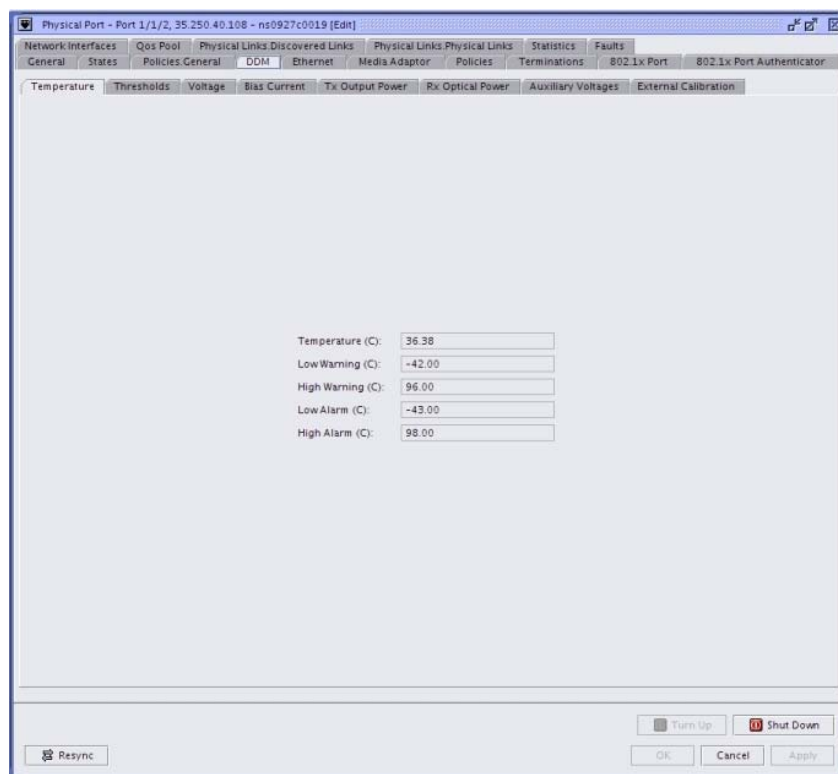 Physical Port - Port 1/1/2, 35.250.40.108 - ns0927c0019 [Edit]
Network Interfaces Qos Pool Physical Links.Discovered Links Physical Links.Physical Links Statistics Faults
General States Policies.General DDM Ethernet Media Adaptor Policies Terminations 802.1x Port 802.1x Port Authenticator
Temperature Thresholds Voltage Bias Current Tx Output Power Rx Optical Power Auxiliary Voltages External Calibration
Temperature (C): 36.38
Low Warning (C): -42.00
High Warning (C): 96.00
Low Alarm (C): -43.00
High Alarm (C): 98.00
Turn Up Shut Down
Resync OK Cancel Apply